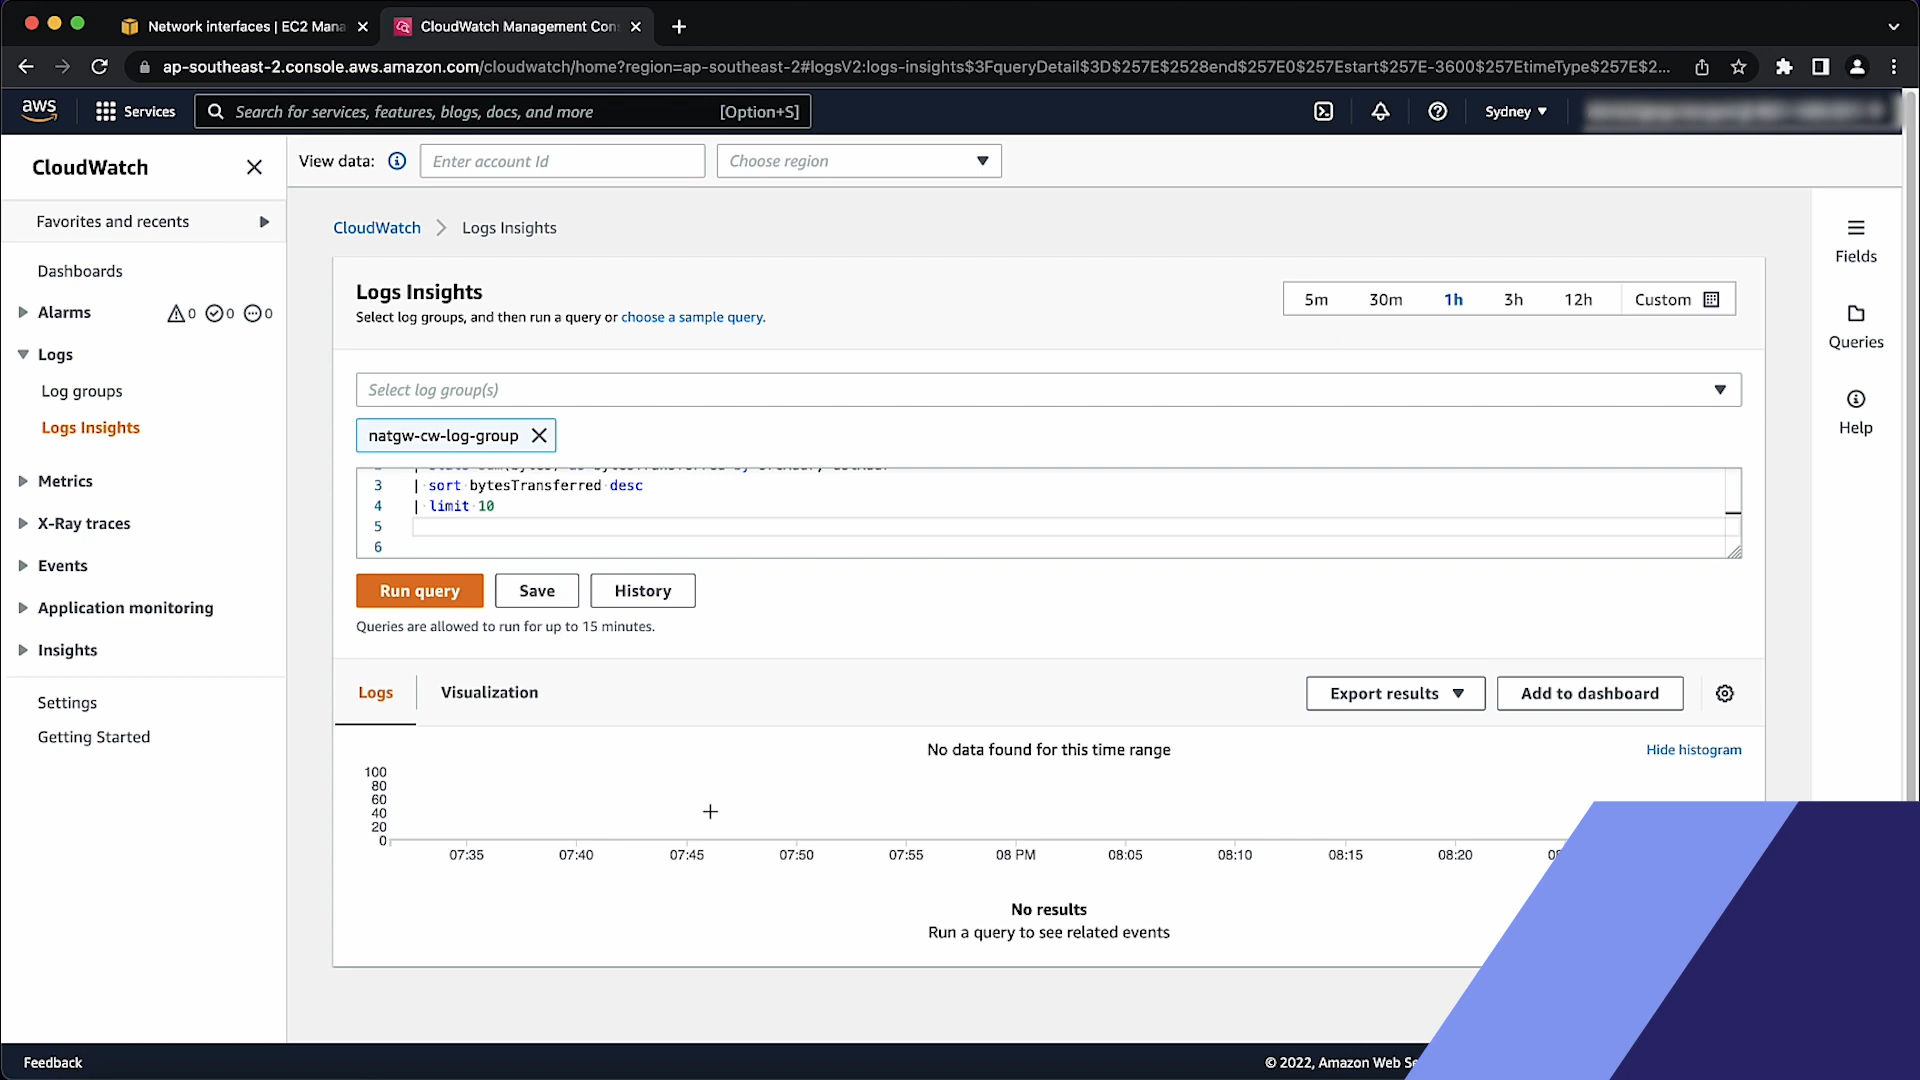 Network interfaces | EC2 Mana
CloudWatch Management Con
ap-southeast-2.console.aws.amazon.com/cloudwatch/home?region=ap-southeast-2#logsV2:logs-insights$3FqueryDetail$3D$257E$2528end$257E0$257Estart$257E-3600$257EtimeType$257E$2...
aws
Services
Search for services, features, blogs, docs, and more
[Option+S]
Sydney
CloudWatch
View data:
Enter account Id
Choose region
Favorites and recents
Dashboards
Alarms
0
0
0
Logs
Log groups
Logs Insights
Metrics
X-Ray traces
Events
Application monitoring
Insights
Settings
Getting Started
CloudWatch
Logs Insights
Logs Insights
Select log groups, and then run a query or choose a sample query.
5m
30m
1h
3h
12h
Custom
Select log group(s)
natgw-cw-log-group
3 | sort bytesTransferred desc
4 | limit 10
5
6
Run query
Save
History
Queries are allowed to run for up to 15 minutes.
Logs
Visualization
Export results
Add to dashboard
No data found for this time range
Hide histogram
100
80
60
40
20
0
07:35
07:40
07:45
07:50
07:55
08 PM
08:05
08:10
08:15
08:20
No results
Run a query to see related events
Fields
Queries
Help
Feedback
© 2022, Amazon Web